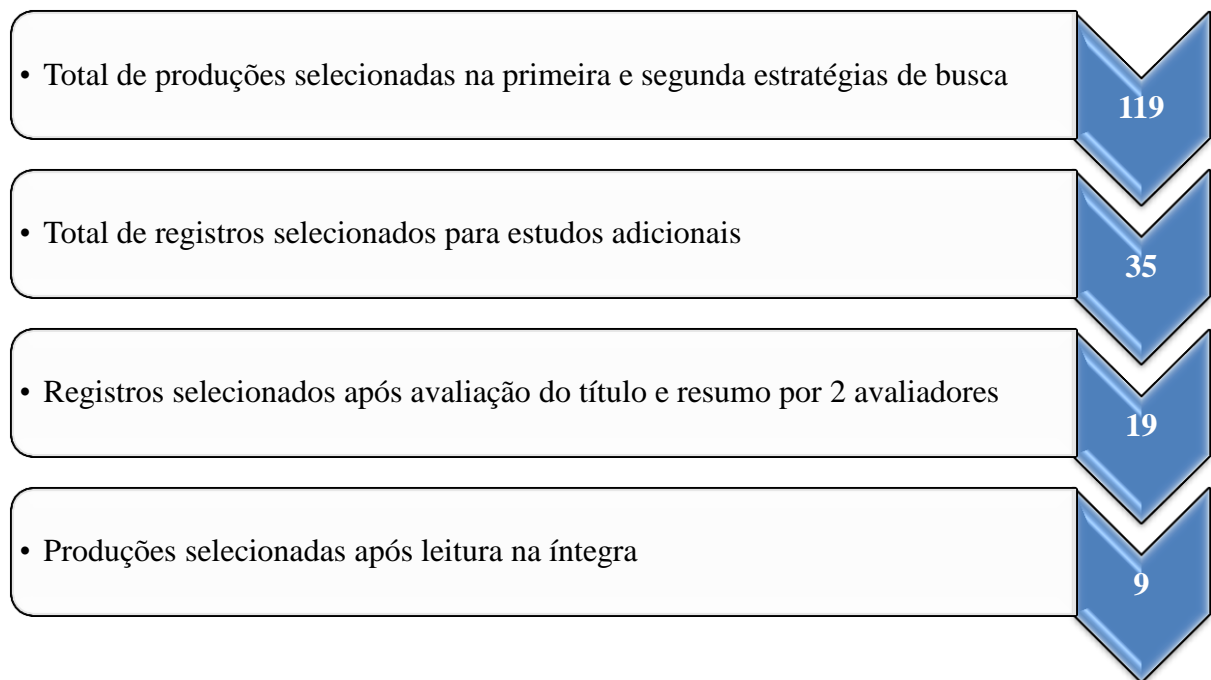 • Total de produções selecionadas na primeira e segunda estratégias de busca
119
• Total de registros selecionados para estudos adicionais
35
• Registros selecionados após avaliação do título e resumo por 2 avaliadores
19
• Produções selecionadas após leitura na íntegra
9